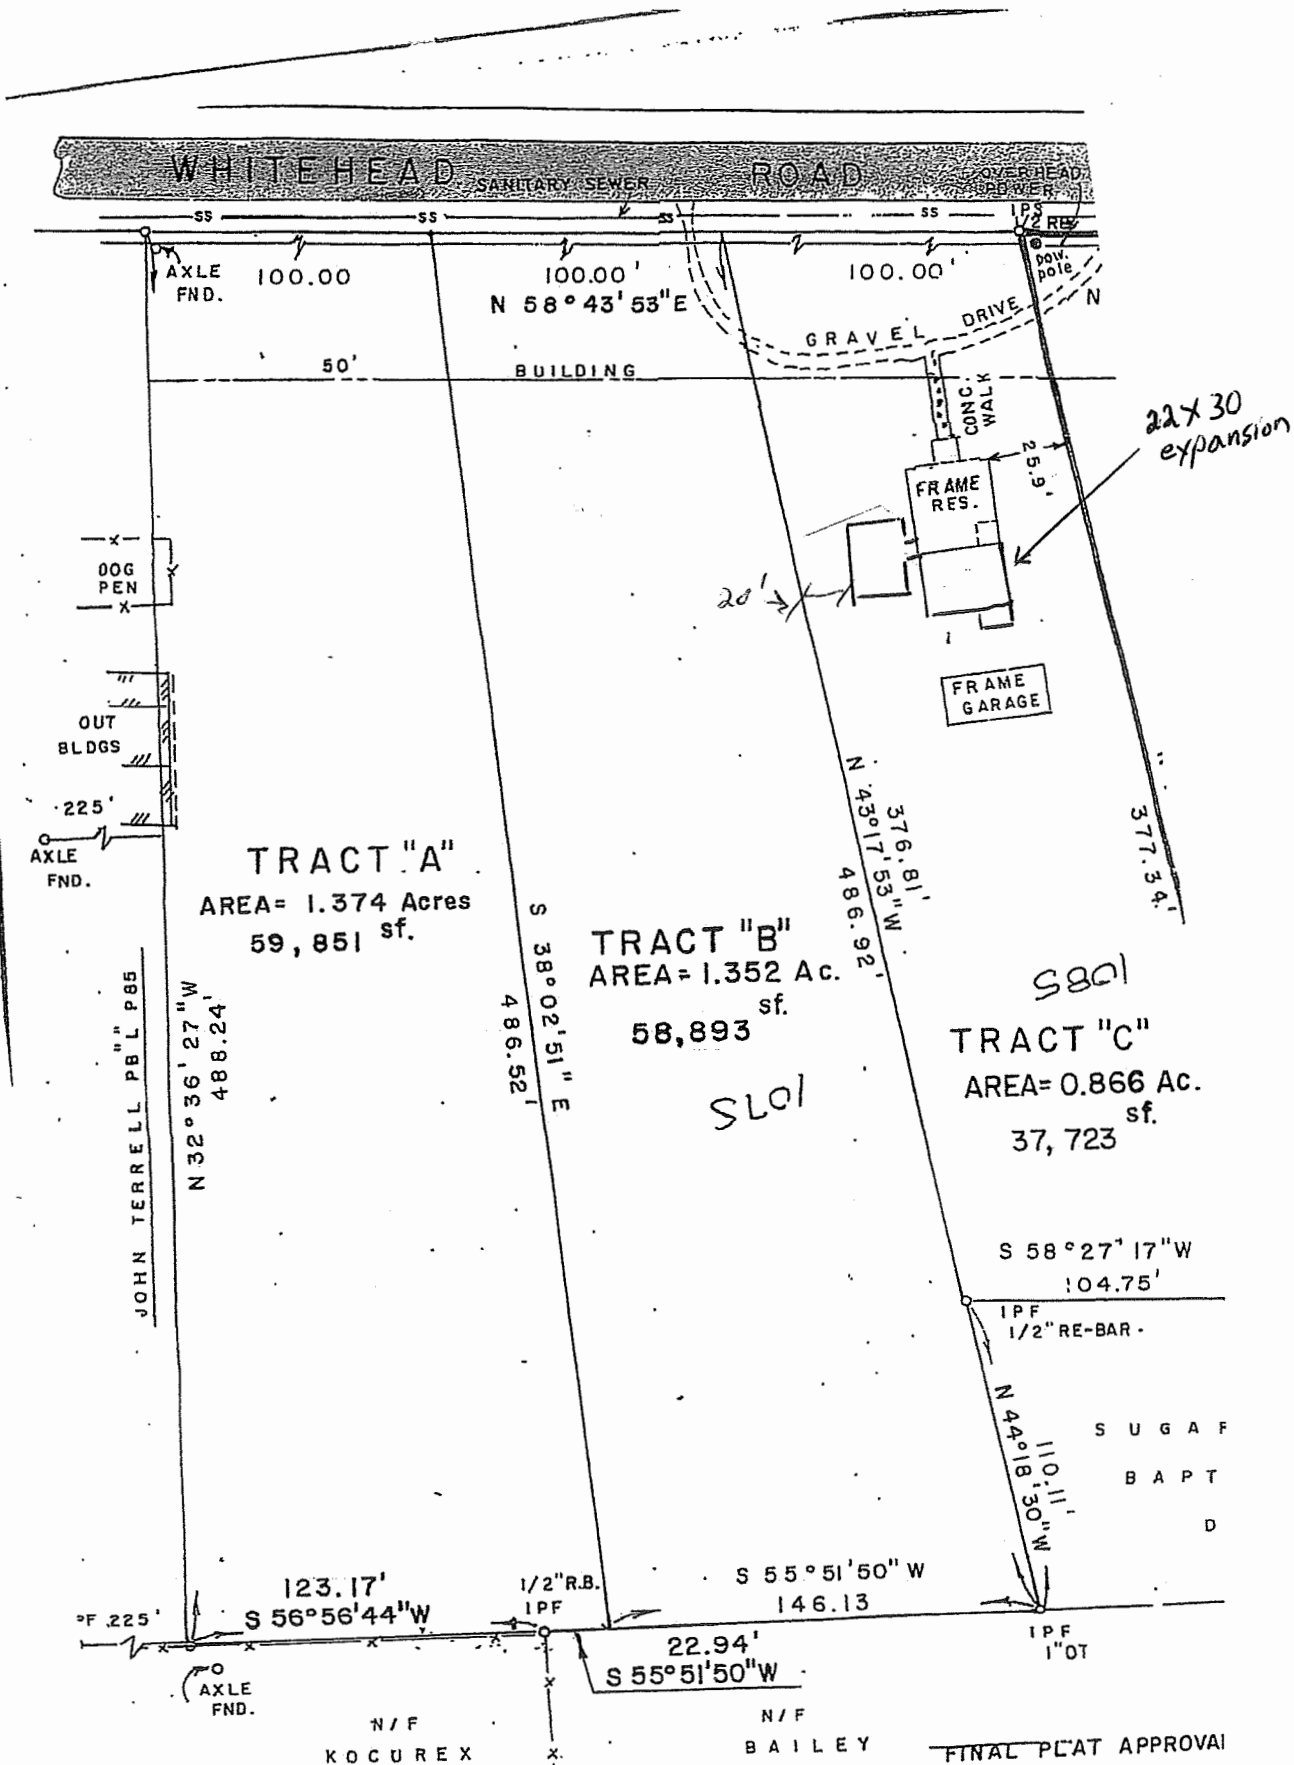 WHITEHEAD ROAD
SANITARY SEWER
OVERHEAD
POWER
SS SS SS SS
IPS
1/2 RB
AXLE
FND.
100.00
100.00'
100.00'
N 58°43'53"E
pow.
pole
GRAVEL DRIVE
N
50' BUILDING
CONC.
WALK
22X30
expansion
25.9'
FRAME
RES.
DOG
PEN
20'
FRAME
GARAGE
OUT
BLDGS
225'
AXLE
FND.
TRACT "A"
AREA= 1.374 Acres
59,851 sf.
N 43°17'53"W
376.81'
486.92'
377.34'
S 38°02'51" E
486.52'
TRACT "B"
AREA= 1.352 Ac.
58,893 sf.
TRACT "C"
AREA= 0.866 Ac.
37,723 sf.
JOHN TERRELL PB"L" P85
N 32°36'27"W
488.24'
S 58°27'17"W
104.75'
IPF
1/2" RE-BAR.
N 44°18'30"W
110.11'
BAPT
D
123.17'
S 56°56'44"W
1/2"R.B.
IPF
S 55°51'50"W
146.13
225'
22.94'
S 55°51'50"W
IPF
1"OT
AXLE
FND.
N/F
KOCUREX
N/F
BAILEY
FINAL PLAT APPROVAL